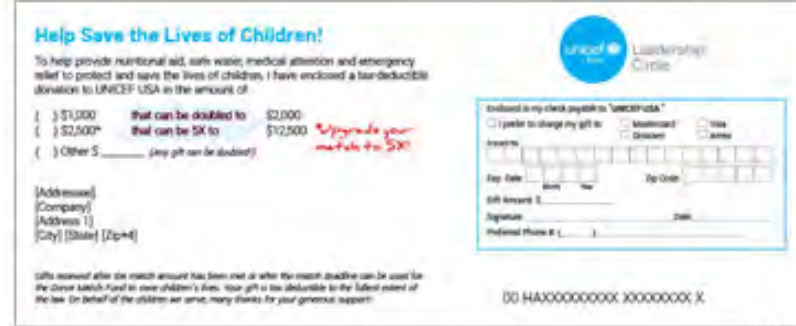 Help Save the Lives of Children!
To help provide nutritional aid, safe water, medical attention and emergency
relief to protect and save the lives of children, I have enclosed a tax-deductible
donation to UNICEF USA in the amount of:
( ) $1,000 that can be doubled to $2,000
( ) $2,500* that can be 5X to $12,500 *Upgrade your
match to 5X!
( ) Other $ ______ (any gift can be doubled!)
[Addressee]
[Company]
[Address 1]
[City] [State] [Zip+4]
Gifts received after the match amount has been met or after the match deadline can be used for
the Donor Match Fund to save children's lives. Your gift is tax deductible to the fullest extent of
the law. On behalf of the children we serve, many thanks for your generous support!
unicef
Leadership
Circle
Enclosed is my check payable to "UNICEF USA."
I prefer to charge my gift to: Mastercard Visa
Discover Amex
Exp. Date Zip Code
Month Year
Gift Amount $
Signature Date
Preferred Phone # ( )
00 HAXXXXXXXXX XXXXXXXX X